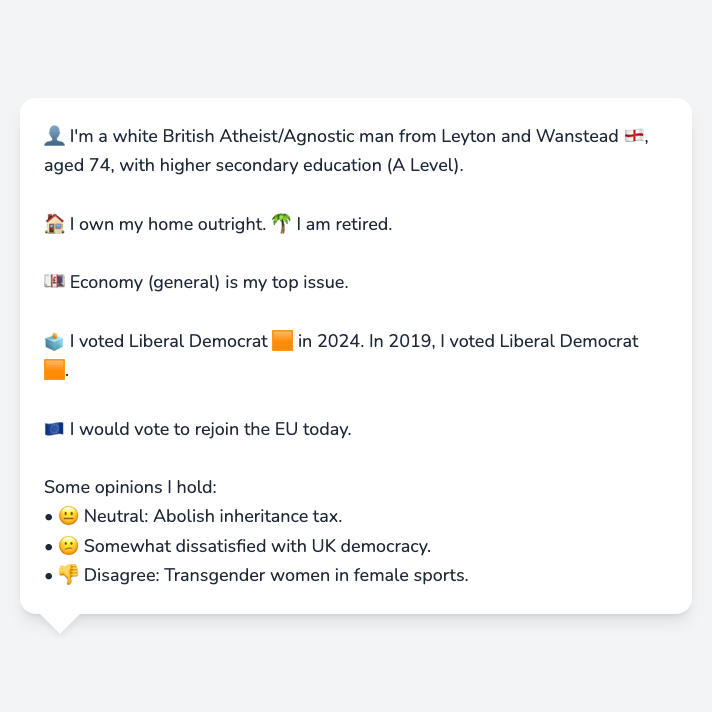 👤 I'm a white British Atheist/Agnostic man from Leyton and Wanstead 🏴󠁧󠁢󠁥󠁮󠁧󠁿,
aged 74, with higher secondary education (A Level).
🏠 I own my home outright. 🌴 I am retired.
💷 Economy (general) is my top issue.
🗳️ I voted Liberal Democrat 🟧 in 2024. In 2019, I voted Liberal Democrat
🟧.
🇪🇺 I would vote to rejoin the EU today.
Some opinions I hold:
• 😐 Neutral: Abolish inheritance tax.
• 🙁 Somewhat dissatisfied with UK democracy.
• 👎 Disagree: Transgender women in female sports.